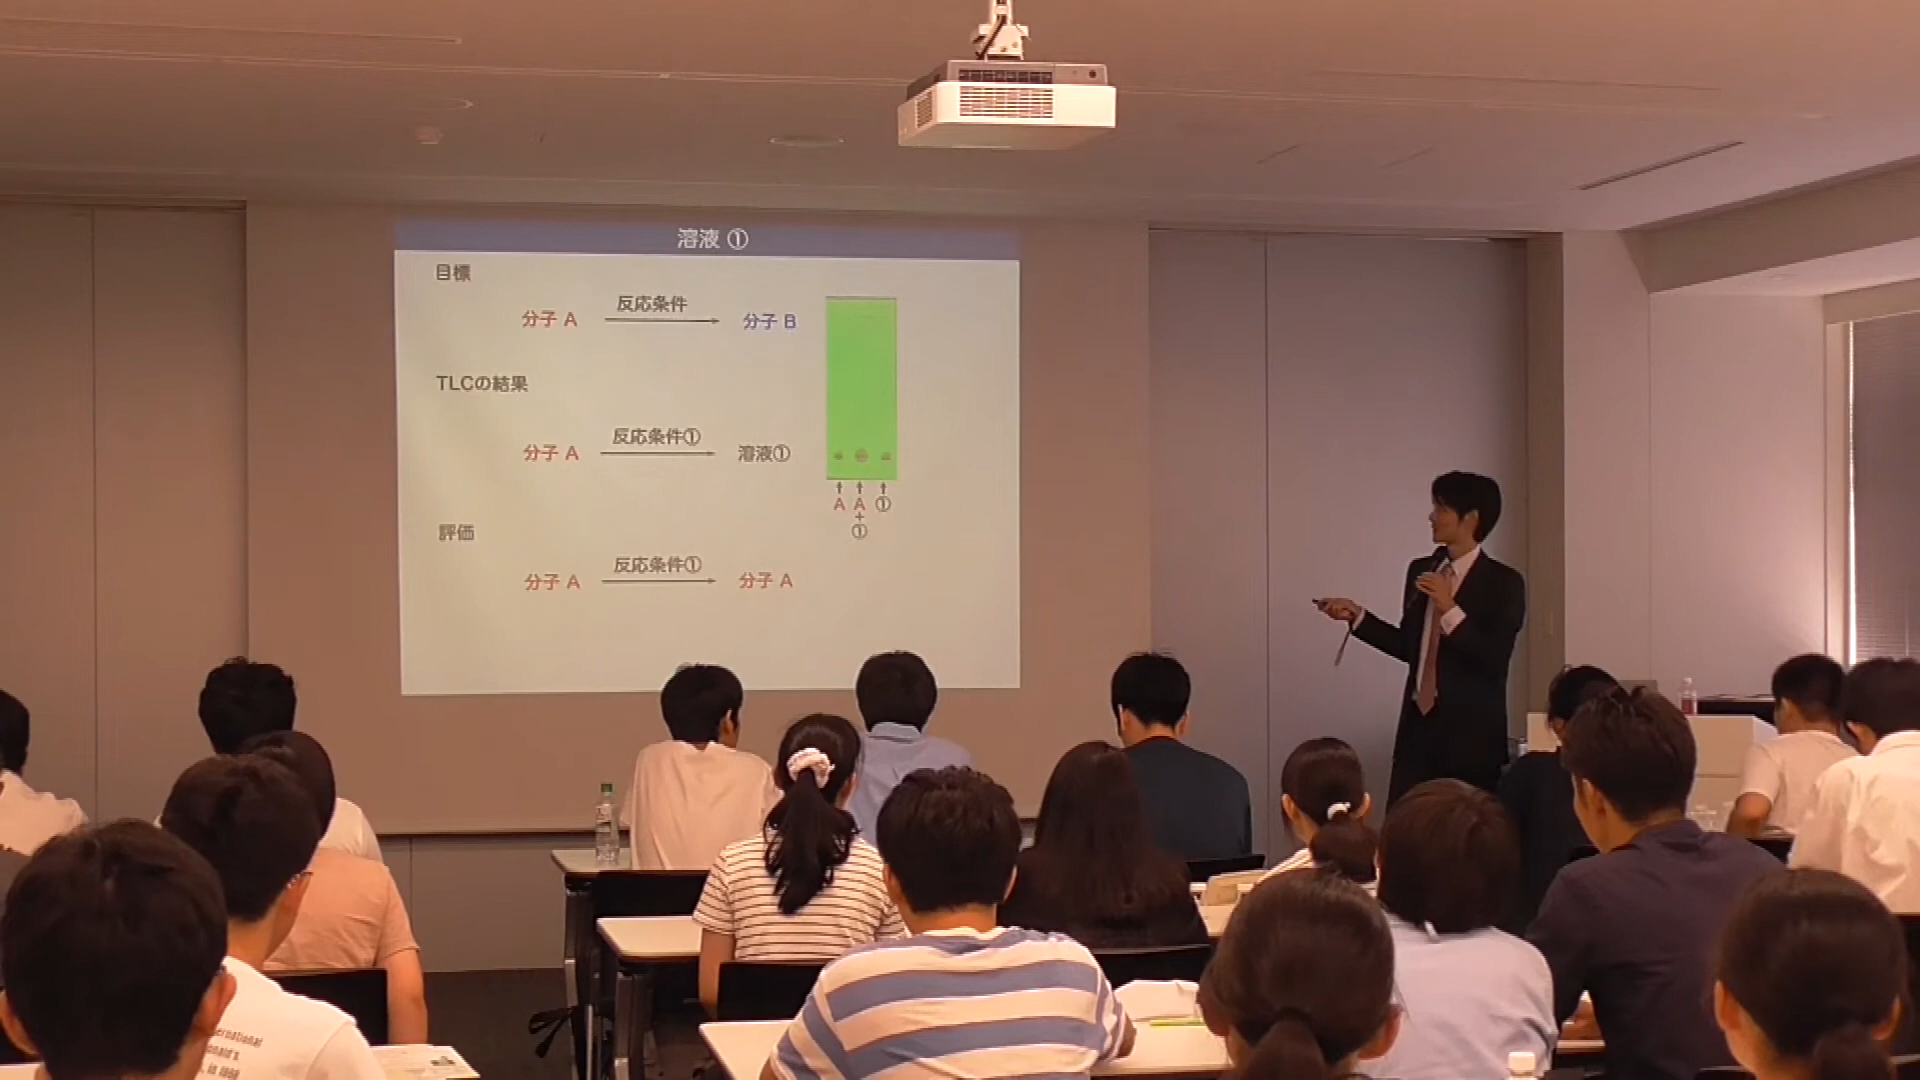 溶液 ①
目標
分子 A 反応条件 分子 B
TLCの結果
分子 A 反応条件① 溶液①
A A ①
+
①
評価
分子 A 反応条件① 分子 A